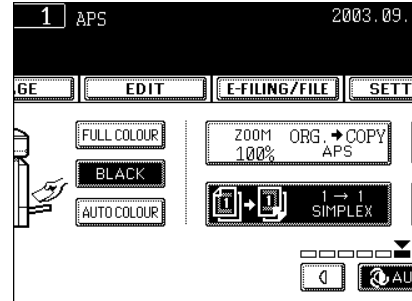 1 APS 2003.09.
GE EDIT E-FILING/FILE SETT
FULL COLOUR
BLACK
AUTO COLOUR
ZOOM ORG.→COPY
100% APS
1 → 1
SIMPLEX
AU